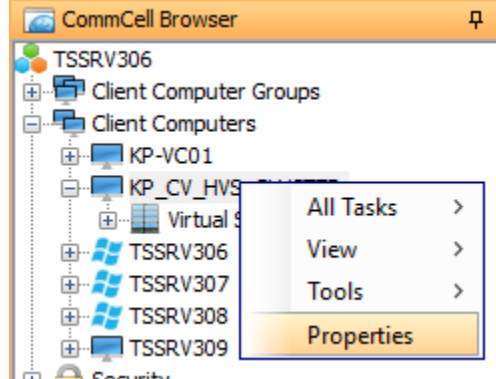 CommCell Browser
TSSRV306
Client Computer Groups
Client Computers
KP-VC01
KP_CV_HVS
Virtual
All Tasks
TSSRV306
View
TSSRV307
Tools
TSSRV308
Properties
TSSRV309
Security